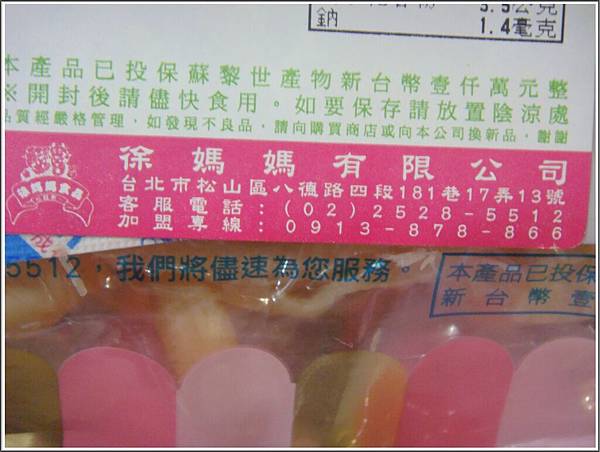 3.5公克
鈉
1.4毫克
本產品已投保蘇黎世產物新台幣壹仟萬元整
※開封後請儘快食用。如要保存請放置陰涼處
品質經嚴格管理，如發現不良品，請向購買商店或向本公司換新品，謝謝
徐媽媽食品
徐媽媽有限公司
台北市松山區八德路四段181巷17弄13號
客服電話：(02)2528-5512
加盟專線：0913-878-866
5512，我們將儘速為您服務。
本產品已投保
新台幣壹